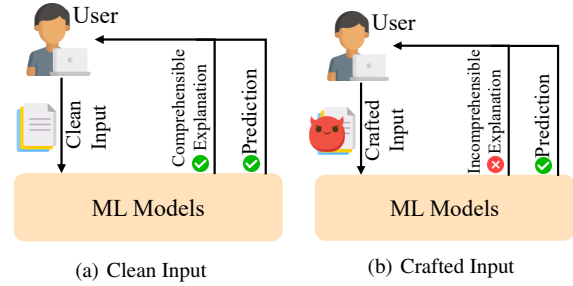 User
Clean
Input
Comprehensible
Explanation
Prediction
ML Models
(a) Clean Input
User
Crafted
Input
Incomprehensible
Explanation
Prediction
ML Models
(b) Crafted Input